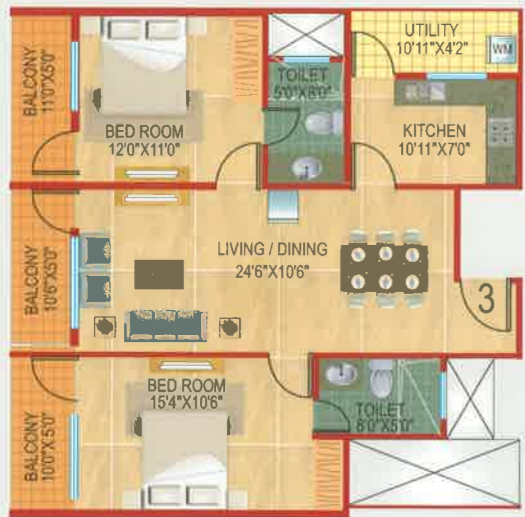 BALCONY
11'0"X5'0"
BED ROOM
12'0"X11'0"
TOILET
5'0"X8'0"
UTILITY
10'11"X4'2"
WM
KITCHEN
10'11"X7'0"
BALCONY
10'6"X5'0"
LIVING / DINING
24'6"X10'6"
3
BALCONY
10'0"X5'0"
BED ROOM
15'4"X10'6"
TOILET
8'0"X5'0"